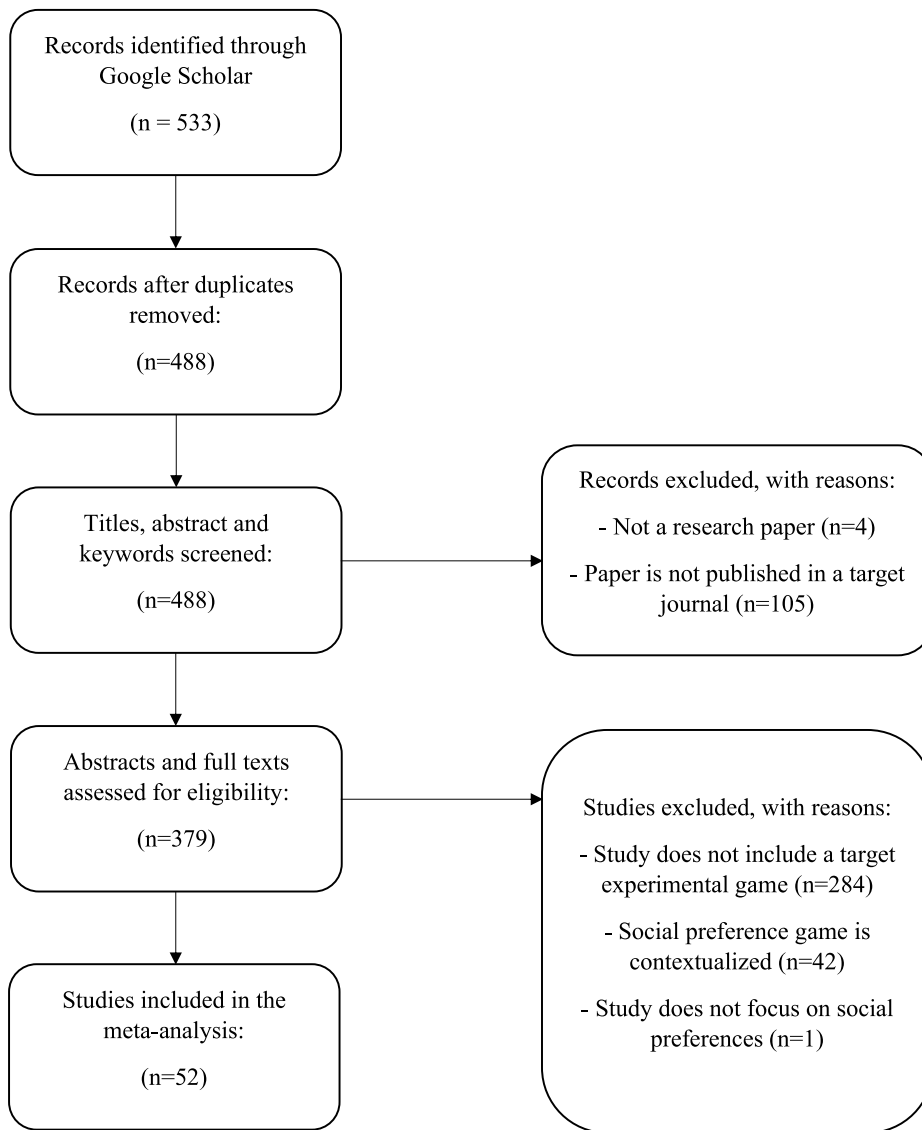 Records identified through
Google Scholar
(n = 533)
Records after duplicates
removed:
(n=488)
Titles, abstract and
keywords screened:
(n=488)
Records excluded, with reasons:
- Not a research paper (n=4)
- Paper is not published in a target
journal (n=105)
Abstracts and full texts
assessed for eligibility:
(n=379)
Studies excluded, with reasons:
- Study does not include a target
experimental game (n=284)
- Social preference game is
contextualized (n=42)
- Study does not focus on social
preferences (n=1)
Studies included in the
meta-analysis:
(n=52)